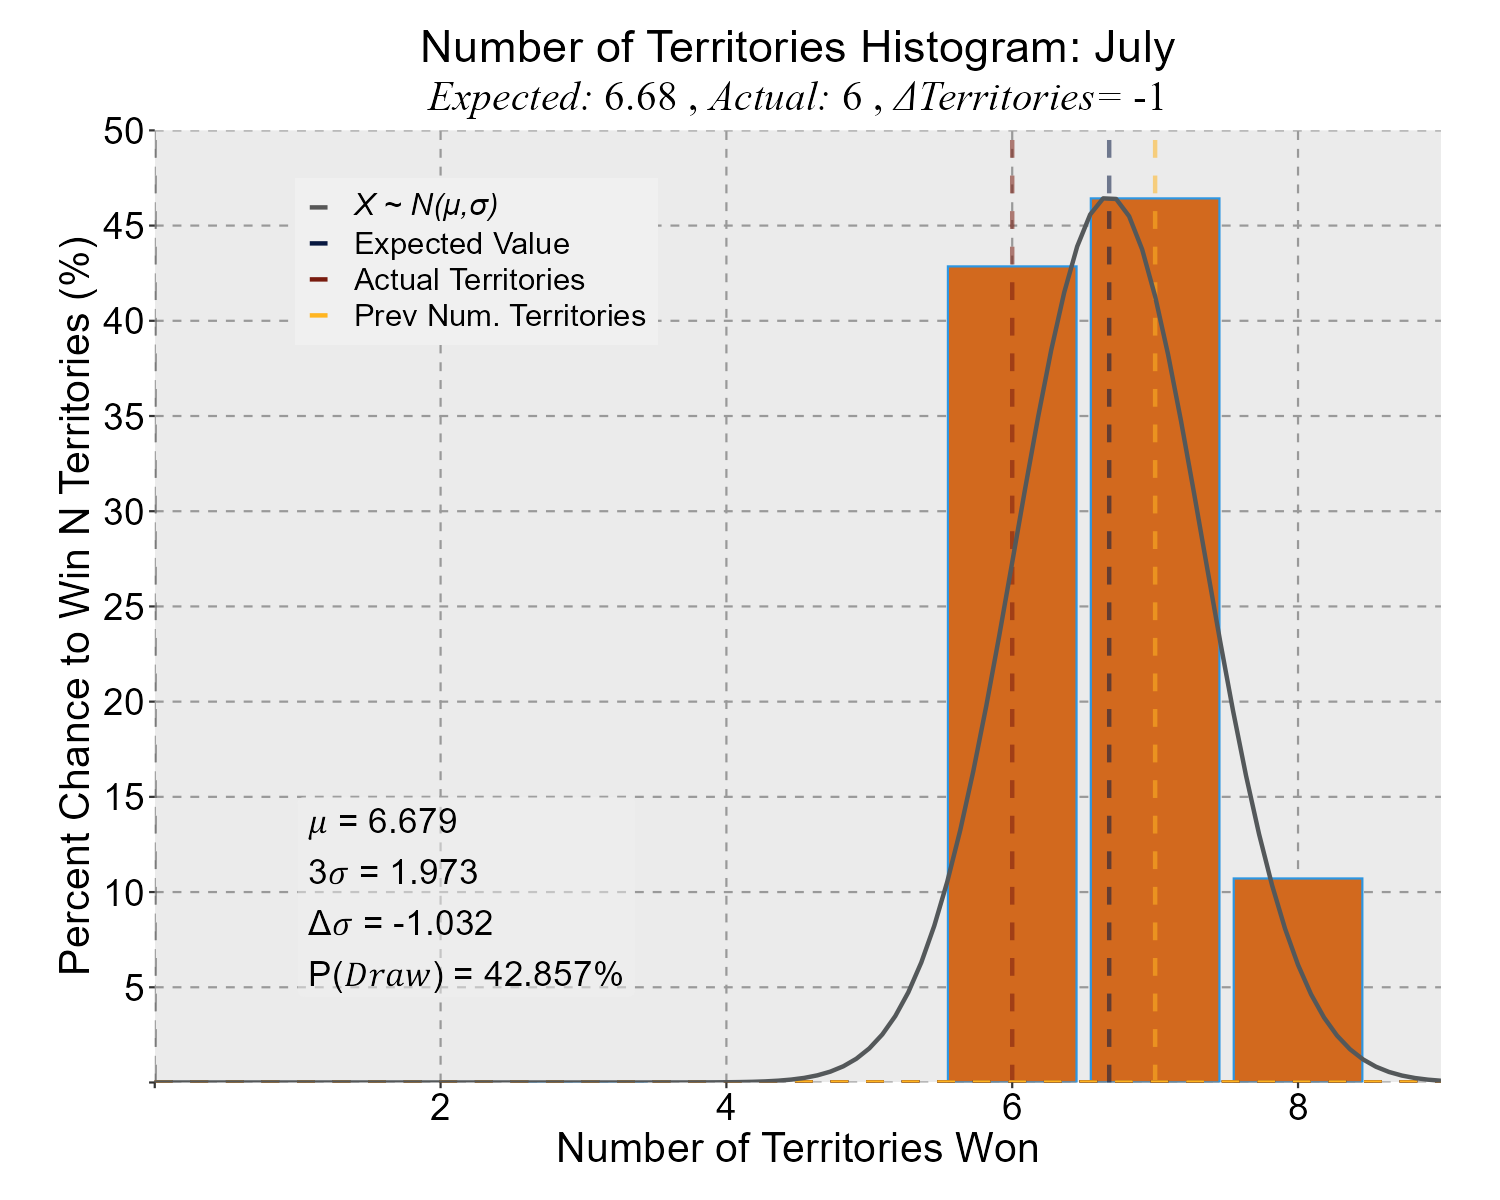 Number of Territories Histogram: July
Expected: 6.68 , Actual: 6 , ΔTerritories= -1
50
45
40
35
30
25
20
15
10
5
Percent Chance to Win N Territories (%)
X ~ N(μ,σ)
Expected Value
Actual Territories
Prev Num. Territories
μ = 6.679
3σ = 1.973
Δσ = -1.032
P(Draw) = 42.857%
2 4 6 8
Number of Territories Won